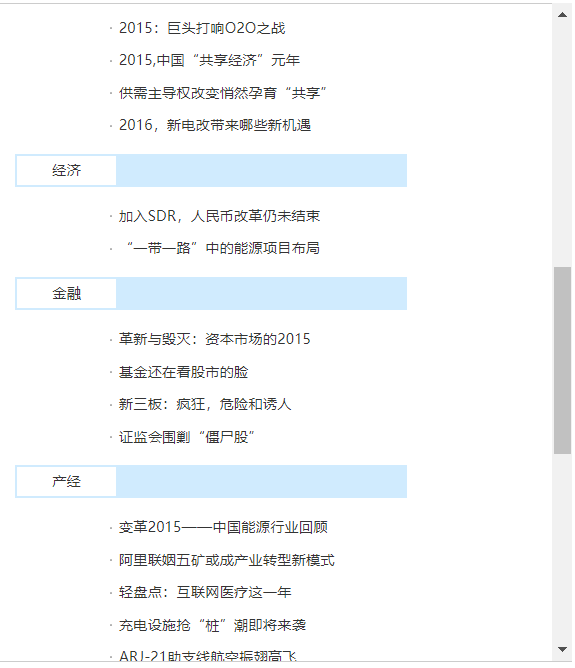 · 2015：巨头打响O2O之战
· 2015,中国“共享经济”元年
· 供需主导权改变悄然孕育“共享”
· 2016，新电改带来哪些新机遇
经济
· 加入SDR，人民币改革仍未结束
· “一带一路”中的能源项目布局
金融
· 革新与毁灭：资本市场的2015
· 基金还在看股市的脸
· 新三板：疯狂，危险和诱人
· 证监会围剿“僵尸股”
产经
· 变革2015——中国能源行业回顾
· 阿里联姻五矿或成产业转型新模式
· 轻盘点：互联网医疗这一年
· 充电设施抢“桩”潮即将来袭
· ARJ-21助支线航空振翅高飞